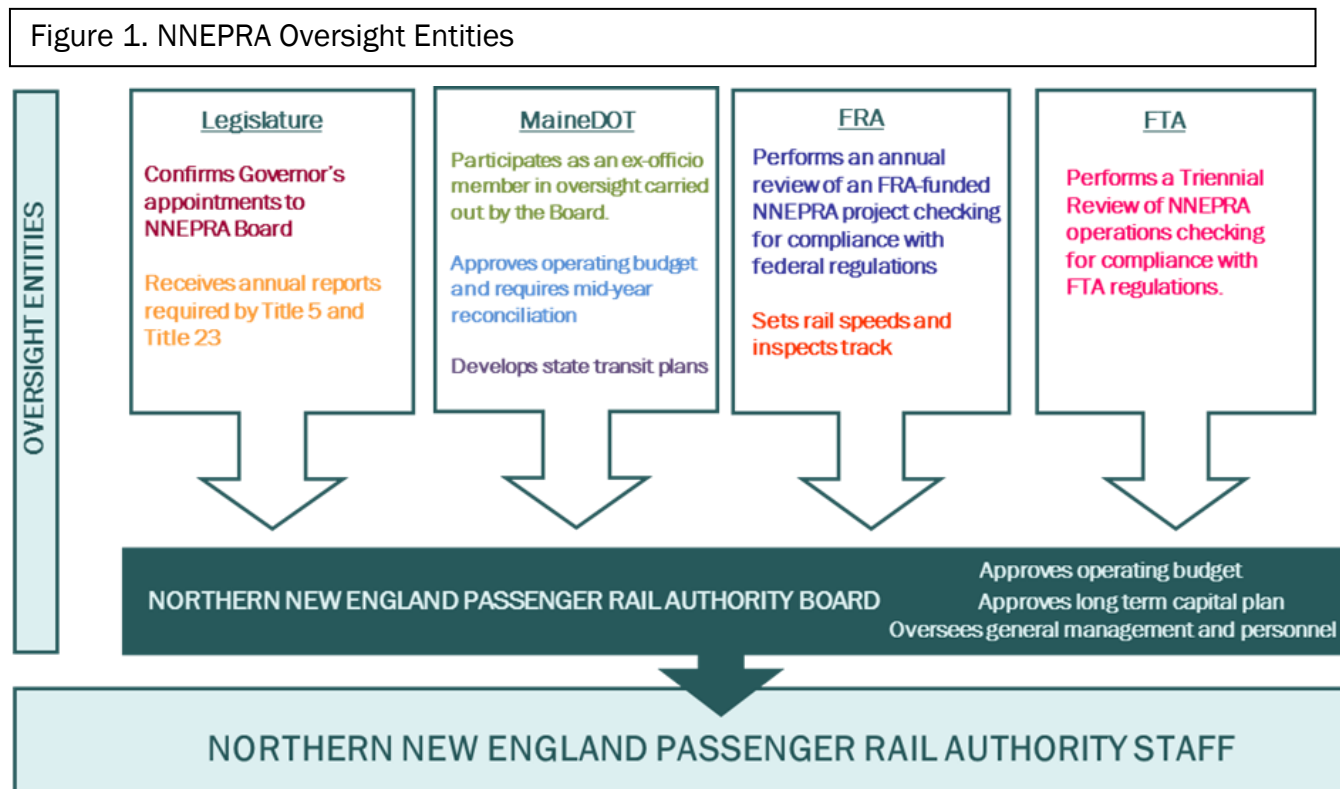 Figure 1. NNEPRA Oversight Entities
OVERSIGHT ENTITIES
Legislature
Confirms Governor's
appointments to
NNEPRA Board
Receives annual reports
required by Title 5 and
Title 23
MaineDOT
Participates as an ex-officio
member in oversight carried
out by the Board.
Approves operating budget
and requires mid-year
reconciliation
Develops state transit plans
FRA
Performs an annual
review of an FRA-funded
NNEPRA project checking
for compliance with
federal regulations
Sets rail speeds and
inspects track
FTA
Performs a Triennial
Review of NNEPRA
operations checking
for compliance with
FTA regulations.
NORTHERN NEW ENGLAND PASSENGER RAIL AUTHORITY BOARD
Approves operating budget
Approves long term capital plan
Oversees general management and personnel
NORTHERN NEW ENGLAND PASSENGER RAIL AUTHORITY STAFF